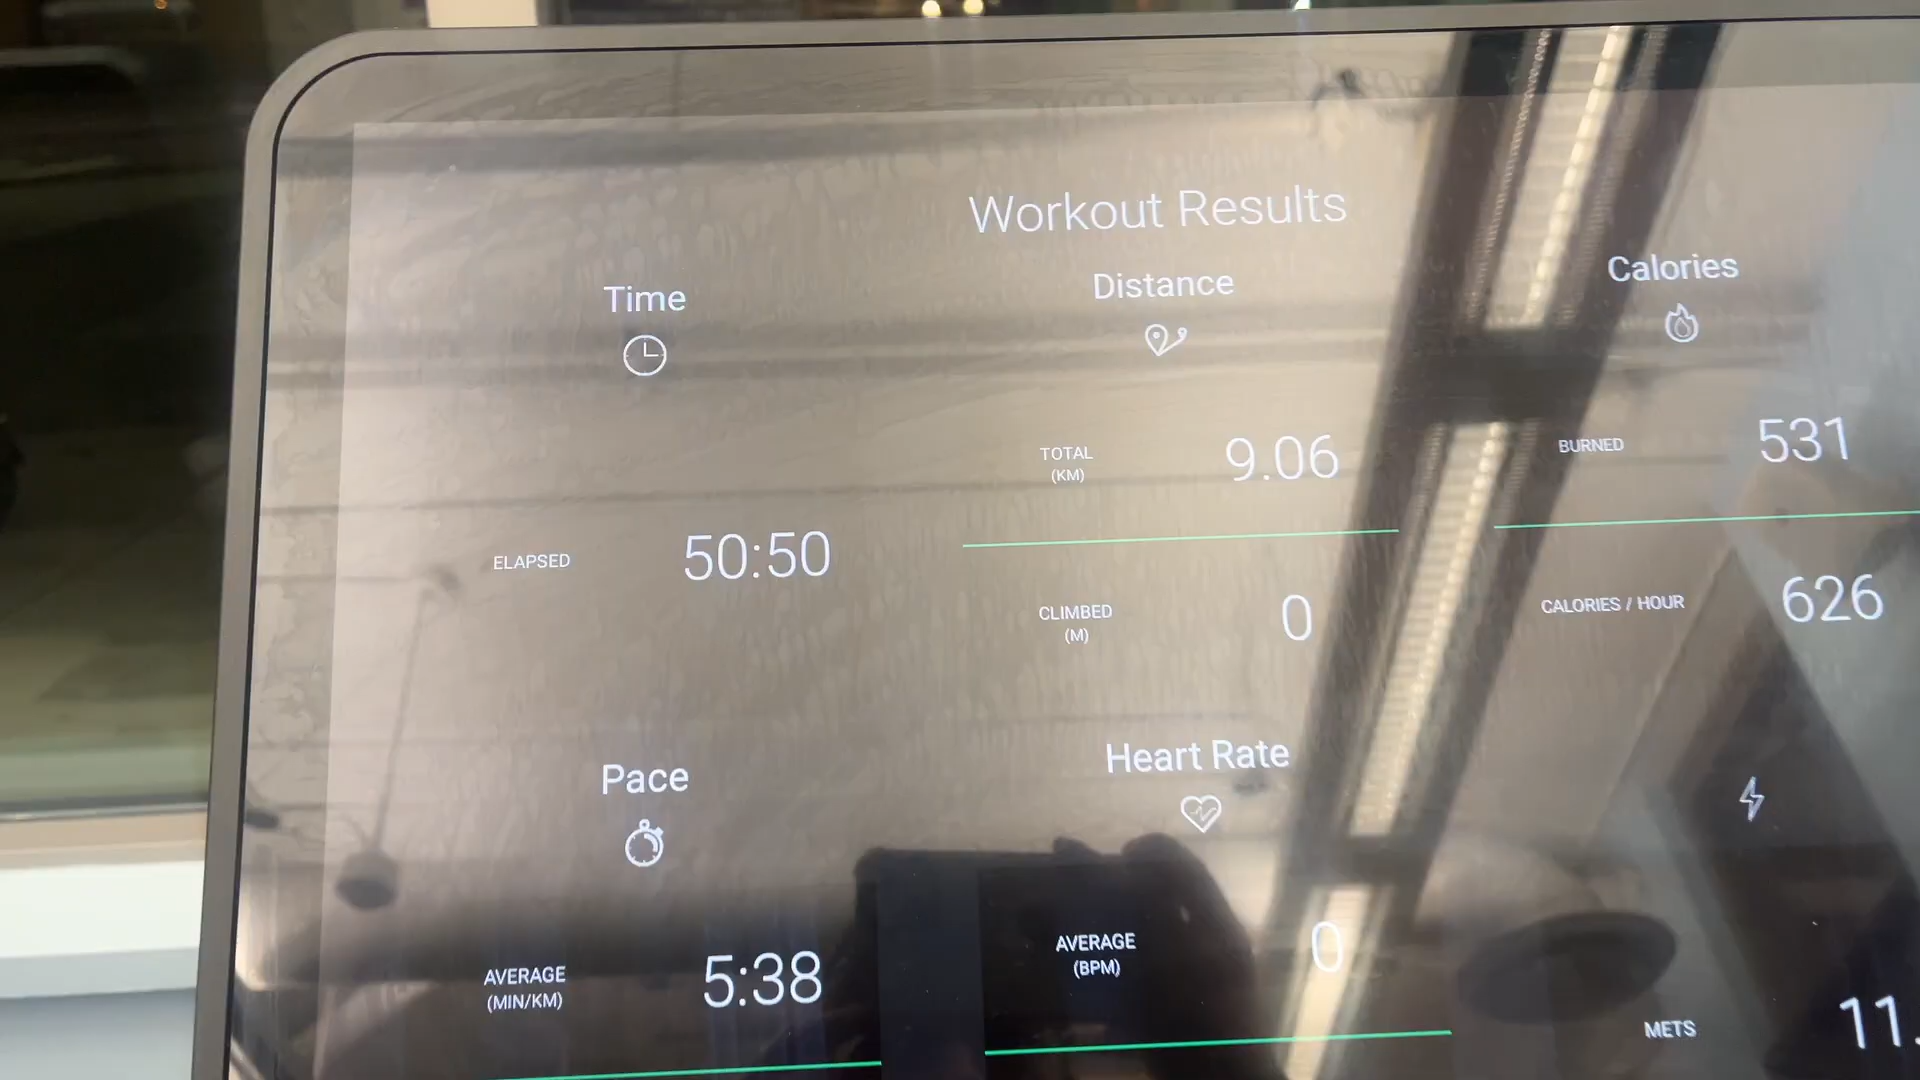 Workout Results
Time
Distance
Calories
TOTAL
(KM)
9.06
BURNED
531
ELAPSED
50:50
CLIMBED
(M)
0
CALORIES / HOUR
626
Pace
Heart Rate
AVERAGE
(MIN/KM)
5:38
AVERAGE
(BPM)
0
METS
11.